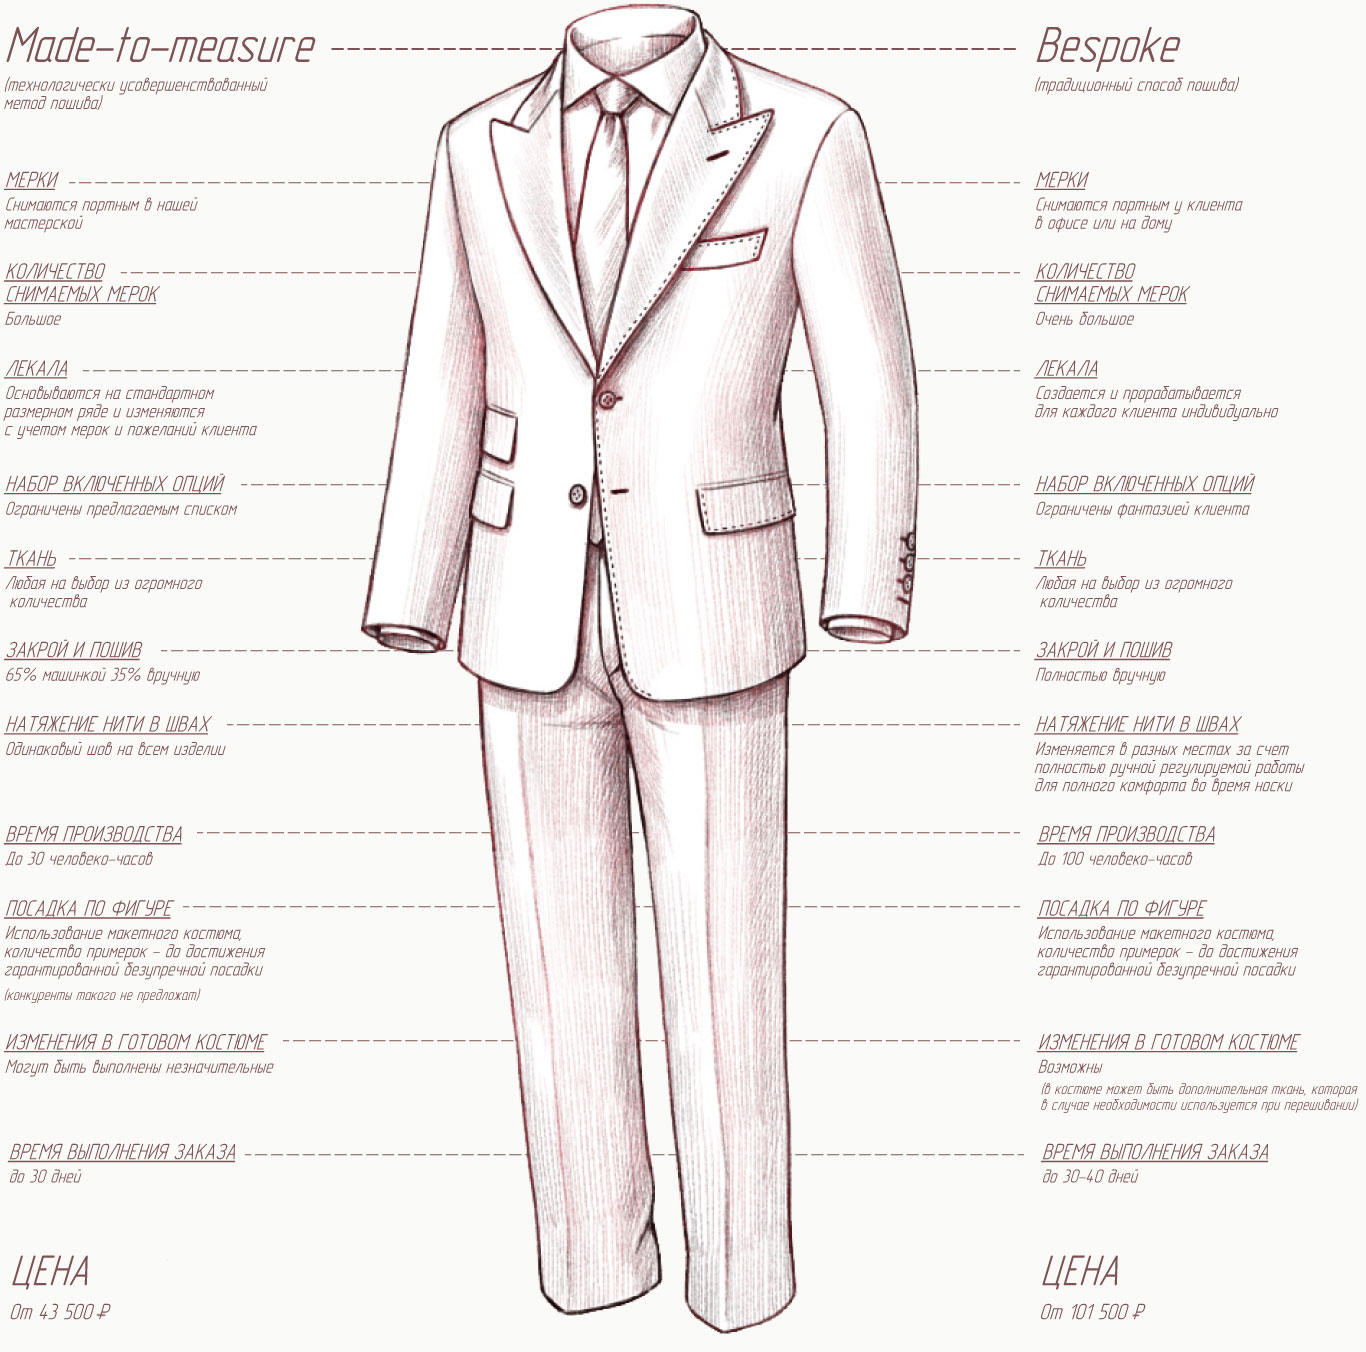 Made-to-measure
(технологически усовершенствованный
метод пошива)
МЕРКИ
Снимаются портным в нашей
мастерской
КОЛИЧЕСТВО
СНИМАЕМЫХ МЕРОК
Большое
ЛЕКАЛА
Основываются на стандартном
размерном ряде и изменяются
с учетом мерок и пожеланий клиента
НАБОР ВКЛЮЧЕННЫХ ОПЦИЙ
Ограничены предлагаемым списком
ТКАНЬ
Любая на выбор из огромного
количества
ЗАКРОЙ И ПОШИВ
65% машинкой 35% вручную
НАТЯЖЕНИЕ НИТИ В ШВАХ
Одинаковый шов на всем изделии
ВРЕМЯ ПРОИЗВОДСТВА
До 30 человеко-часов
ПОСАДКА ПО ФИГУРЕ
Использование макетного костюма,
количество примерок - до достижения
гарантированной безупречной посадки
(конкуренты такого не предложат)
ИЗМЕНЕНИЯ В ГОТОВОМ КОСТЮМЕ
Могут быть выполнены незначительные
ВРЕМЯ ВЫПОЛНЕНИЯ ЗАКАЗА
до 30 дней
ЦЕНА
От 43 500 ₽
Bespoke
(традиционный способ пошива)
МЕРКИ
Снимаются портным у клиента
в офисе или на дому
КОЛИЧЕСТВО
СНИМАЕМЫХ МЕРОК
Очень большое
ЛЕКАЛА
Создается и прорабатывается
для каждого клиента индивидуально
НАБОР ВКЛЮЧЕННЫХ ОПЦИЙ
Ограничены фантазией клиента
ТКАНЬ
Любая на выбор из огромного
количества
ЗАКРОЙ И ПОШИВ
Полностью вручную
НАТЯЖЕНИЕ НИТИ В ШВАХ
Изменяется в разных местах за счет
полностью ручной регулируемой работы
для полного комфорта во время носки
ВРЕМЯ ПРОИЗВОДСТВА
До 100 человеко-часов
ПОСАДКА ПО ФИГУРЕ
Использование макетного костюма,
количество примерок - до достижения
гарантированной безупречной посадки
ИЗМЕНЕНИЯ В ГОТОВОМ КОСТЮМЕ
Возможны
(в костюме может быть дополнительная ткань, которая
в случае необходимости используется при перешивании)
ВРЕМЯ ВЫПОЛНЕНИЯ ЗАКАЗА
до 30-40 дней
ЦЕНА
От 101 500 ₽